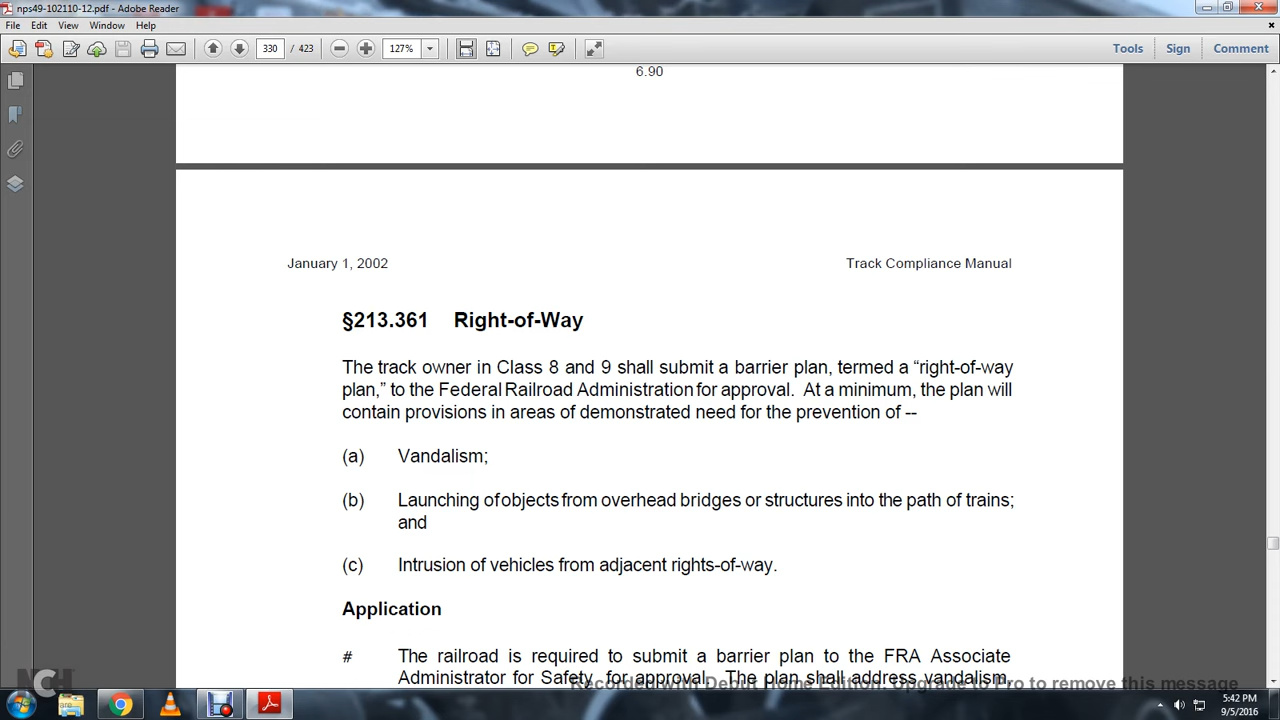 nps49-102110-12.pdf - Adobe Reader
File Edit View Window Help
330 / 423 127% Tools Sign Comment
6.90
January 1, 2002 Track Compliance Manual
§213.361 Right-of-Way
The track owner in Class 8 and 9 shall submit a barrier plan, termed a “right-of-way
plan,” to the Federal Railroad Administration for approval. At a minimum, the plan will
contain provisions in areas of demonstrated need for the prevention of --
(a) Vandalism;
(b) Launching of objects from overhead bridges or structures into the path of trains;
and
(c) Intrusion of vehicles from adjacent rights-of-way.
Application
# The railroad is required to submit a barrier plan to the FRA Associate
Administrator for Safety for approval. The plan shall address vandalism,
NCH
Recorded with Debut Home Edition. Upgrade to Pro to remove this message
5:42 PM
9/5/2016